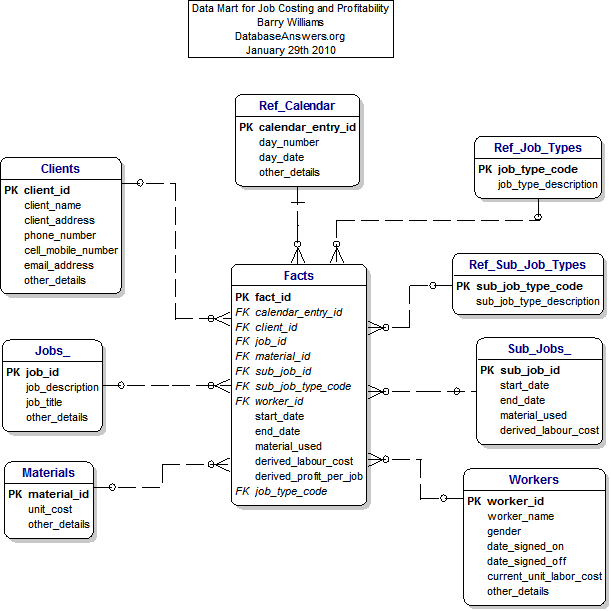 Data Mart for Job Costing and Profitability
Barry Williams
DatabaseAnswers.org
January 29th 2010
Ref_Calendar
PK calendar_entry_id
day_number
day_date
other_details
Ref_Job_Types
PK job_type_code
job_type_description
Clients
PK client_id
client_name
client_address
phone_number
cell_mobile_number
email_address
other_details
Ref_Sub_Job_Types
PK sub_job_type_code
sub_job_type_description
Facts
PK fact_id
FK calendar_entry_id
FK client_id
FK job_id
FK material_id
FK sub_job_id
FK sub_job_type_code
FK worker_id
start_date
end_date
material_used
derived_labour_cost
derived_profit_per_job
FK job_type_code
Jobs_
PK job_id
job_description
job_title
other_details
Sub_Jobs_
PK sub_job_id
start_date
end_date
material_used
derived_labour_cost
Materials
PK material_id
unit_cost
other_details
Workers
PK worker_id
worker_name
gender
date_signed_on
date_signed_off
current_unit_labor_cost
other_details